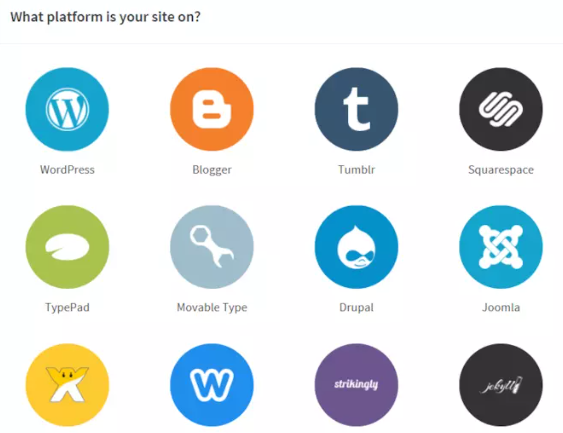 What platform is your site on?
WordPress Blogger Tumblr Squarespace
TypePad Movable Type Drupal Joomla
strikingly jekyll